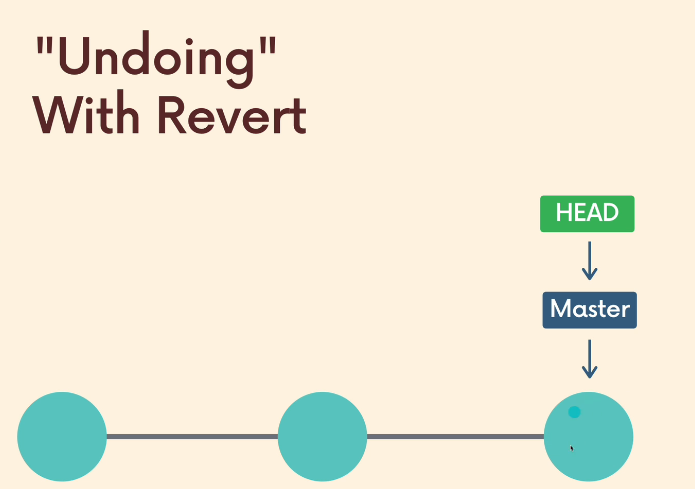 "Undoing"
With Revert
HEAD
Master